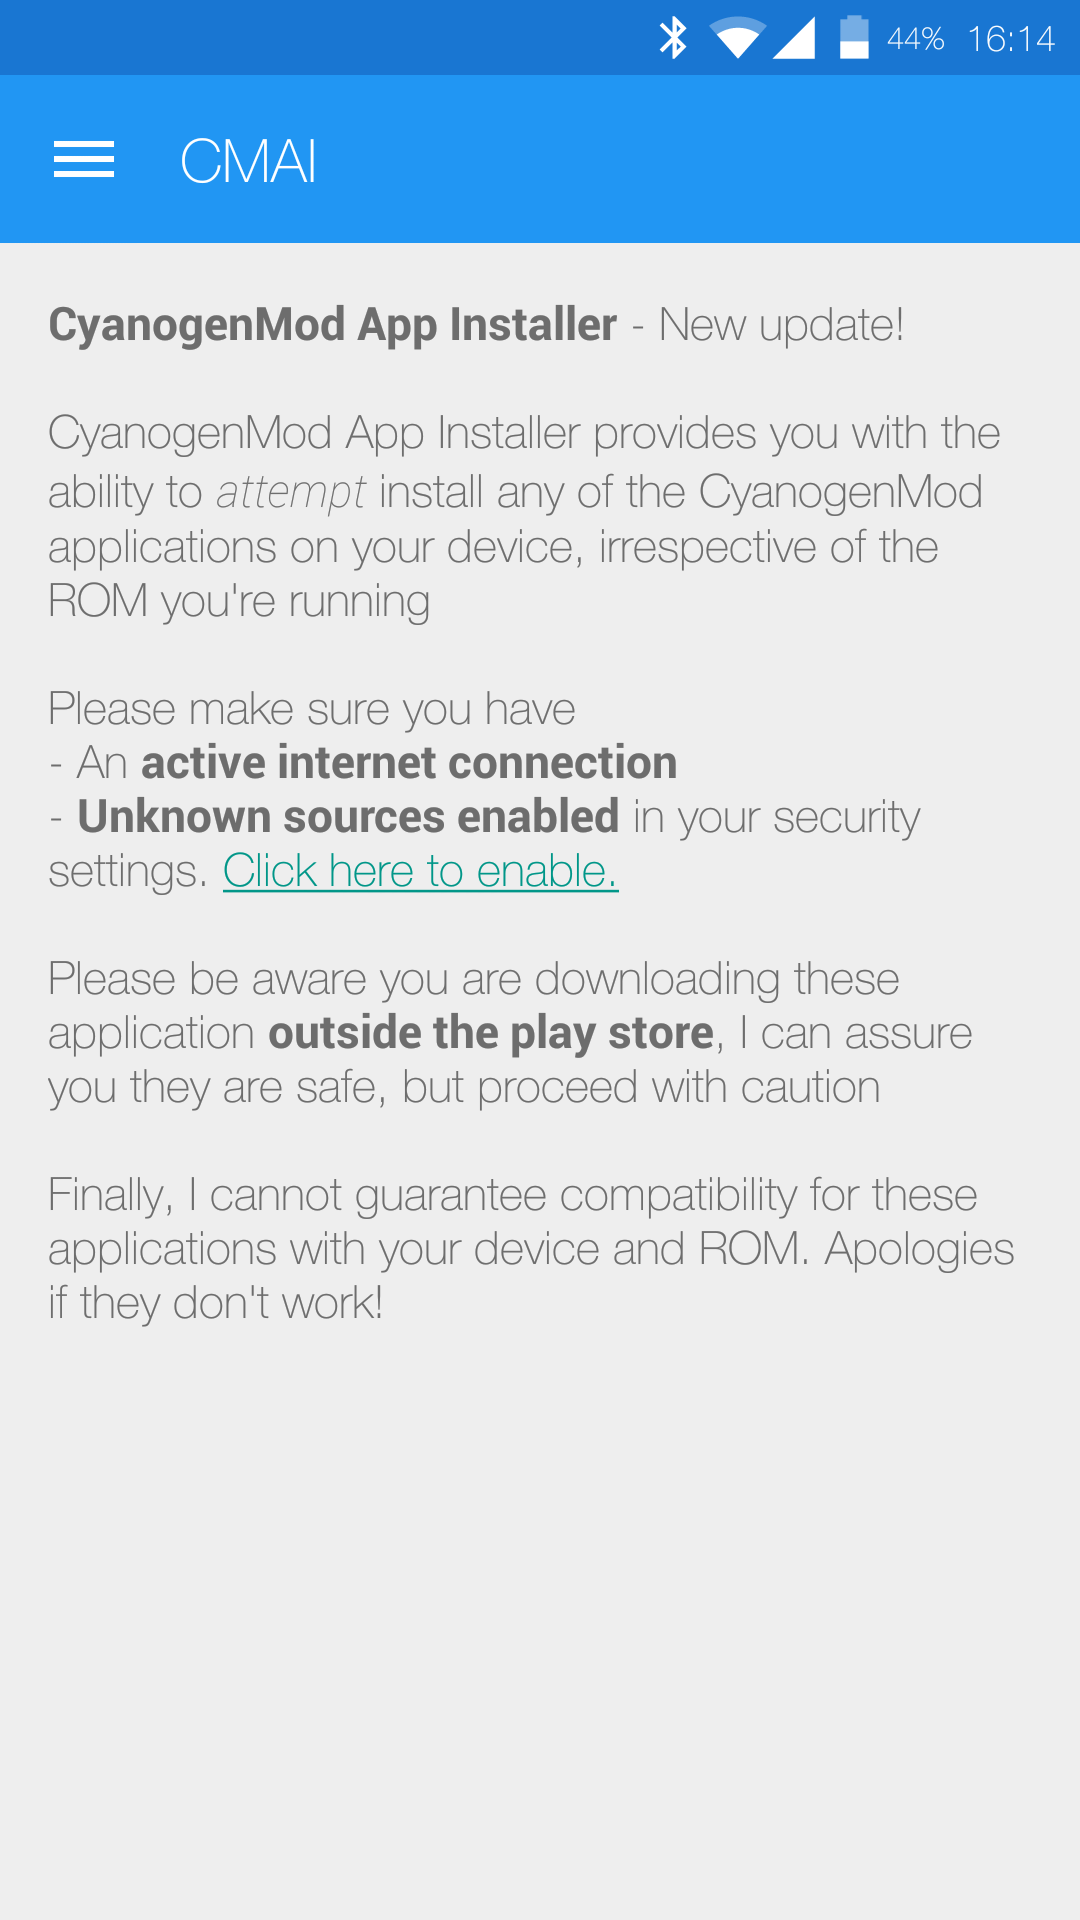 44% 16:14
CMAI
CyanogenMod App Installer - New update!
CyanogenMod App Installer provides you with the
ability to attempt install any of the CyanogenMod
applications on your device, irrespective of the
ROM you're running
Please make sure you have
- An active internet connection
- Unknown sources enabled in your security
settings. Click here to enable.
Please be aware you are downloading these
application outside the play store, I can assure
you they are safe, but proceed with caution
Finally, I cannot guarantee compatibility for these
applications with your device and ROM. Apologies
if they don't work!